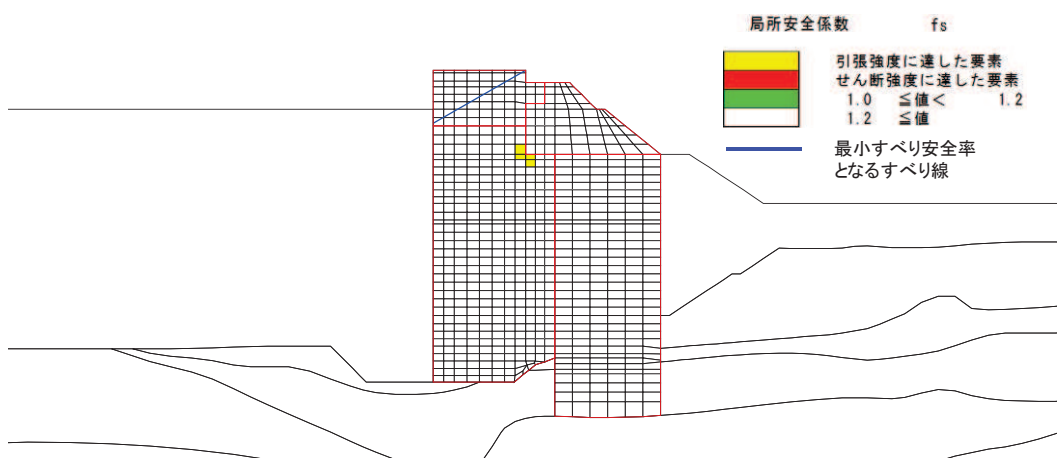 局所安全係数 fs
引張強度に達した要素
せん断強度に達した要素
1.0 ≦値< 1.2
1.2 ≦値
最小すべり安全率
となるすべり線